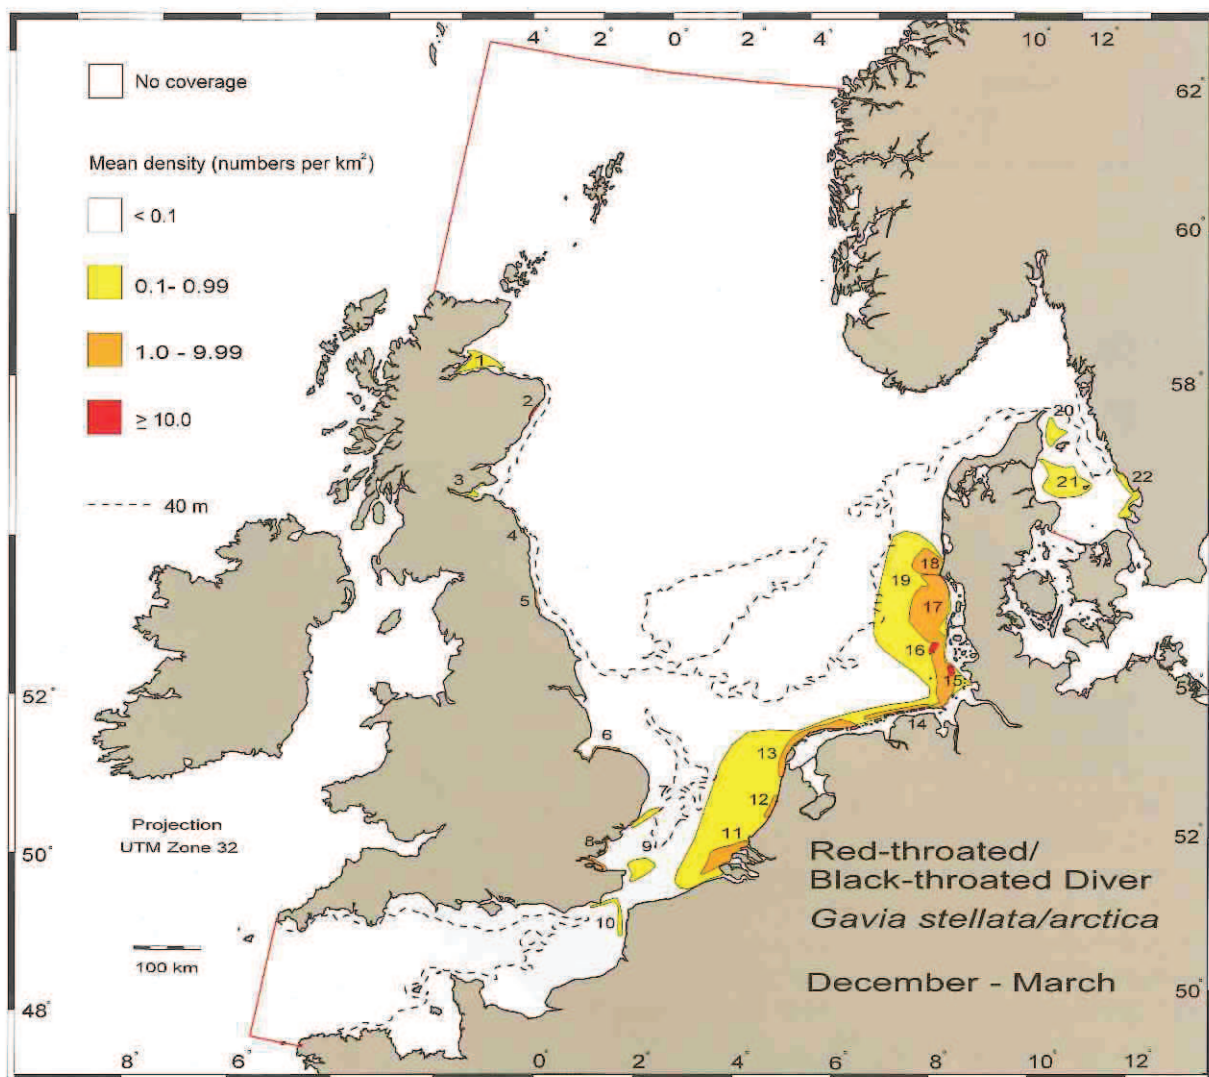 4° 2° 0° 2° 4° 10° 12°
No coverage
62°
Mean density (numbers per km²)
< 0.1
60°
0.1- 0.99
1.0 - 9.99
1
58°
2
20
≥ 10.0
3
21
22
40 m
4
18
19
5
17
16
15
52°
54°
14
6
13
7
12
Projection
UTM Zone 32
8
9
11
52°
50°
Red-throated/
Black-throated Diver
Gavia stellata/arctica
10
100 km
December - March
50°
48°
8° 6° 0° 2° 4° 6° 8° 10° 12°